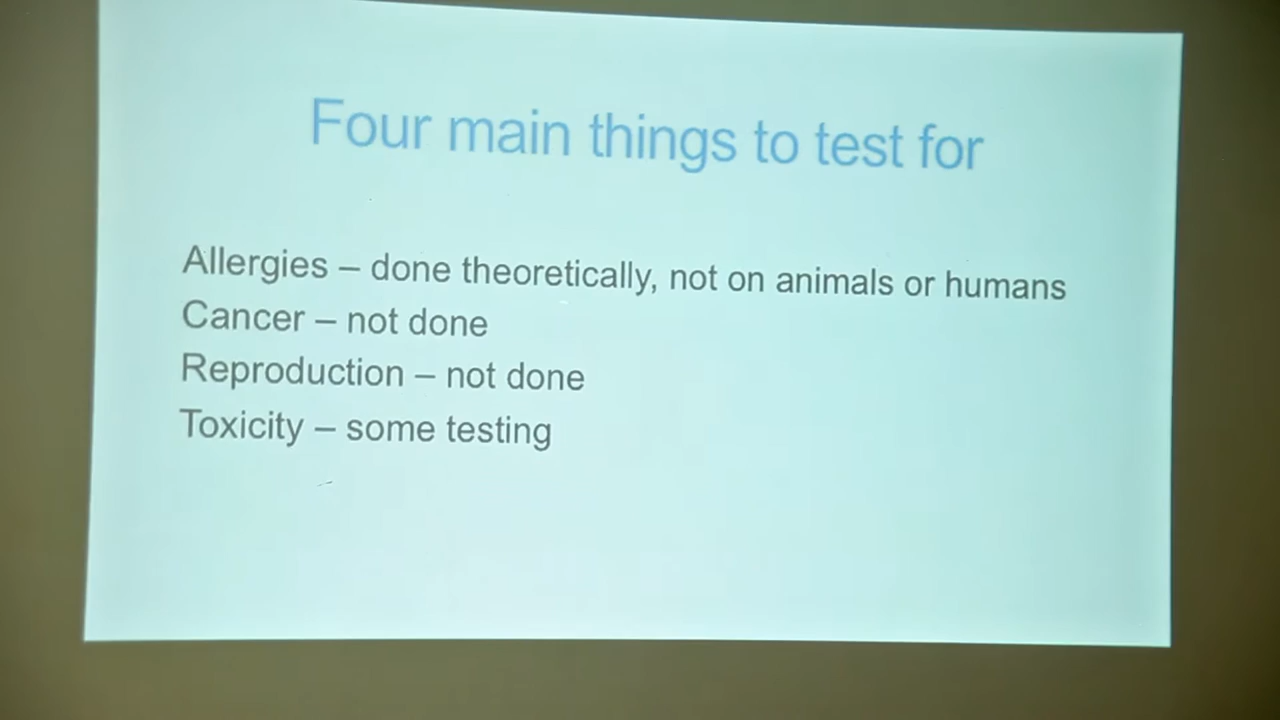 Four main things to test for
Allergies – done theoretically, not on animals or humans
Cancer – not done
Reproduction – not done
Toxicity – some testing